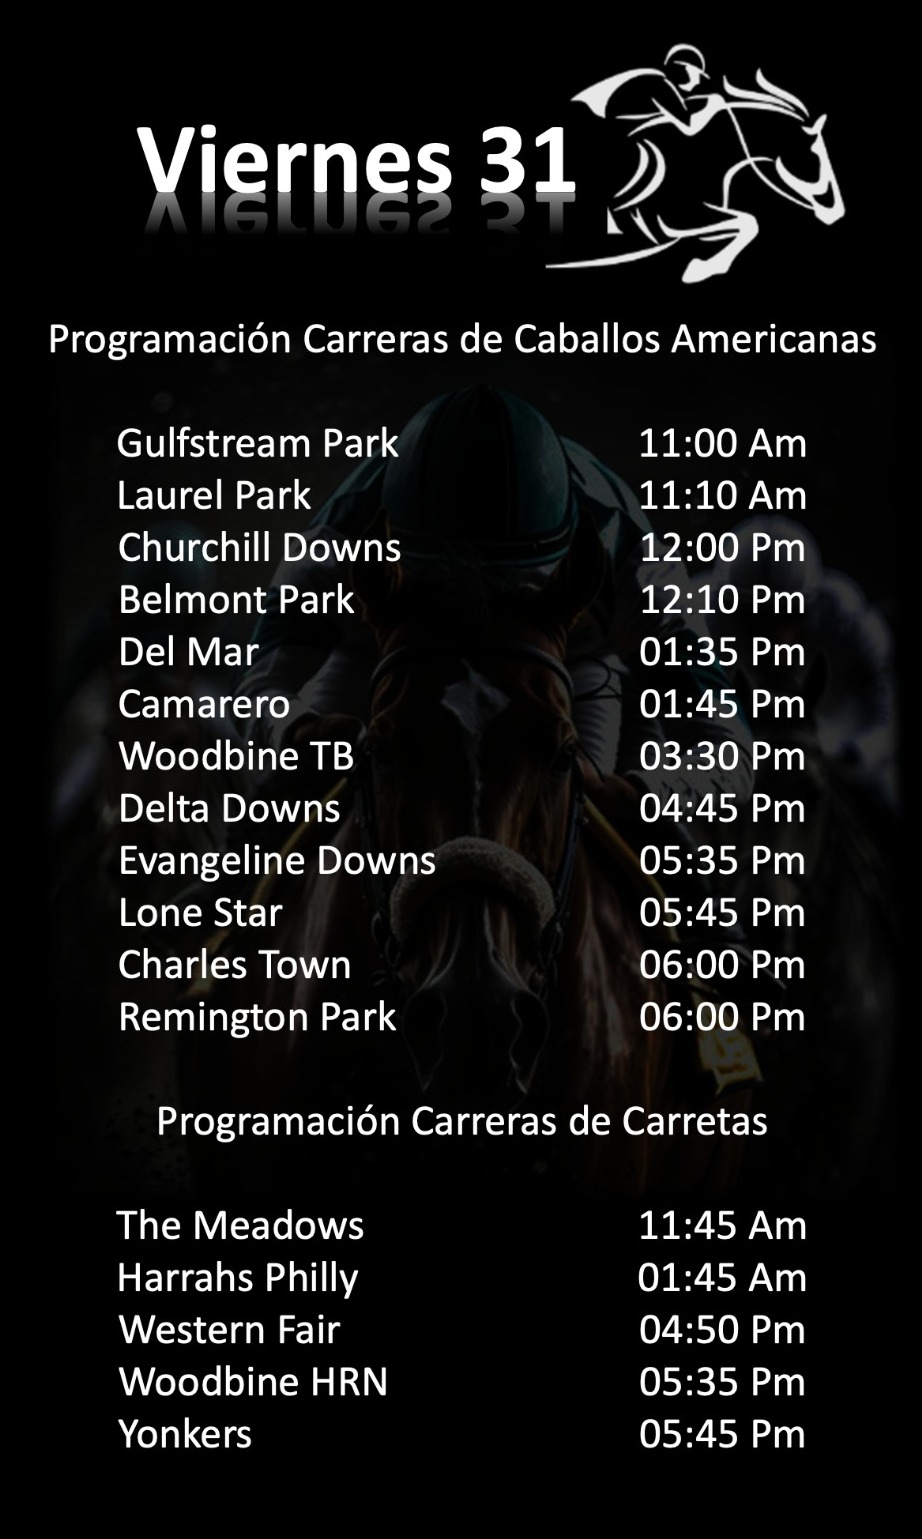 Viernes 31
Programación Carreras de Caballos Americanas
Gulfstream Park 11:00 Am
Laurel Park 11:10 Am
Churchill Downs 12:00 Pm
Belmont Park 12:10 Pm
Del Mar 01:35 Pm
Camarero 01:45 Pm
Woodbine TB 03:30 Pm
Delta Downs 04:45 Pm
Evangeline Downs 05:35 Pm
Lone Star 05:45 Pm
Charles Town 06:00 Pm
Remington Park 06:00 Pm
Programación Carreras de Carretas
The Meadows 11:45 Am
Harrahs Philly 01:45 Am
Western Fair 04:50 Pm
Woodbine HRN 05:35 Pm
Yonkers 05:45 Pm